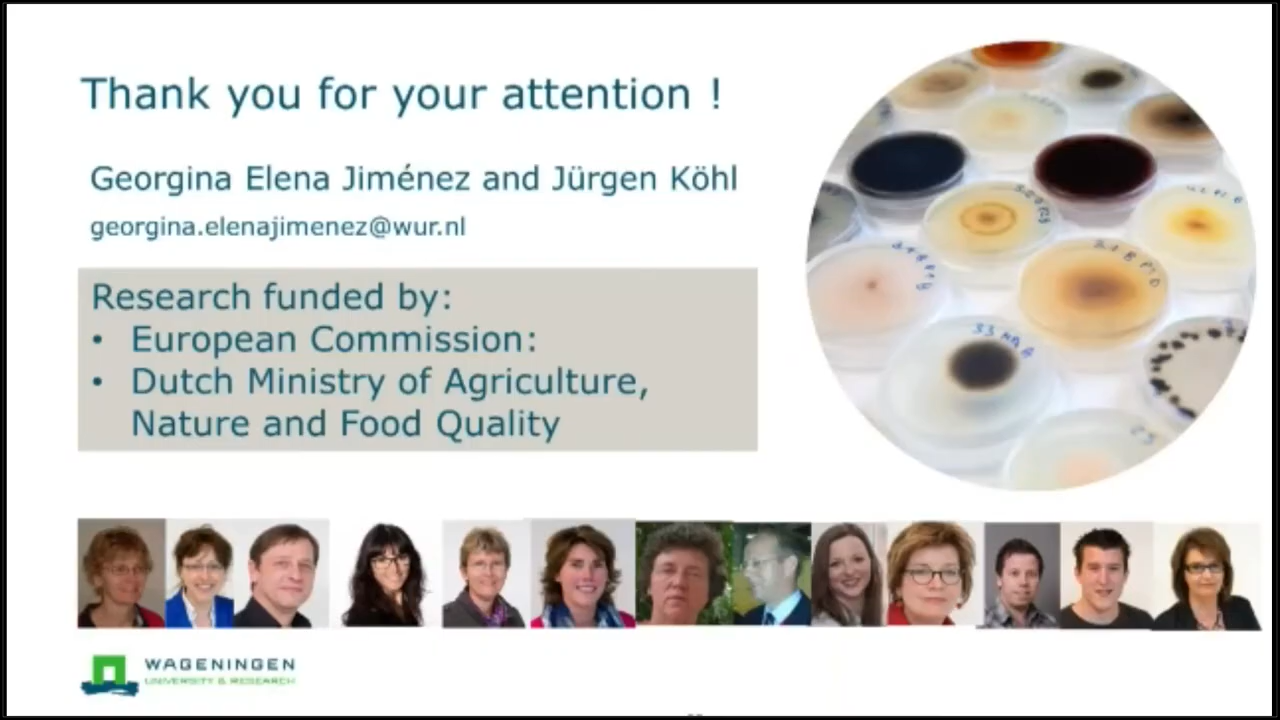 Thank you for your attention !
Georgina Elena Jiménez and Jürgen Köhl
georgina.elenajimenez@wur.nl
Research funded by:
• European Commission:
• Dutch Ministry of Agriculture,
Nature and Food Quality
WAGENINGEN
UNIVERSITY & RESEARCH